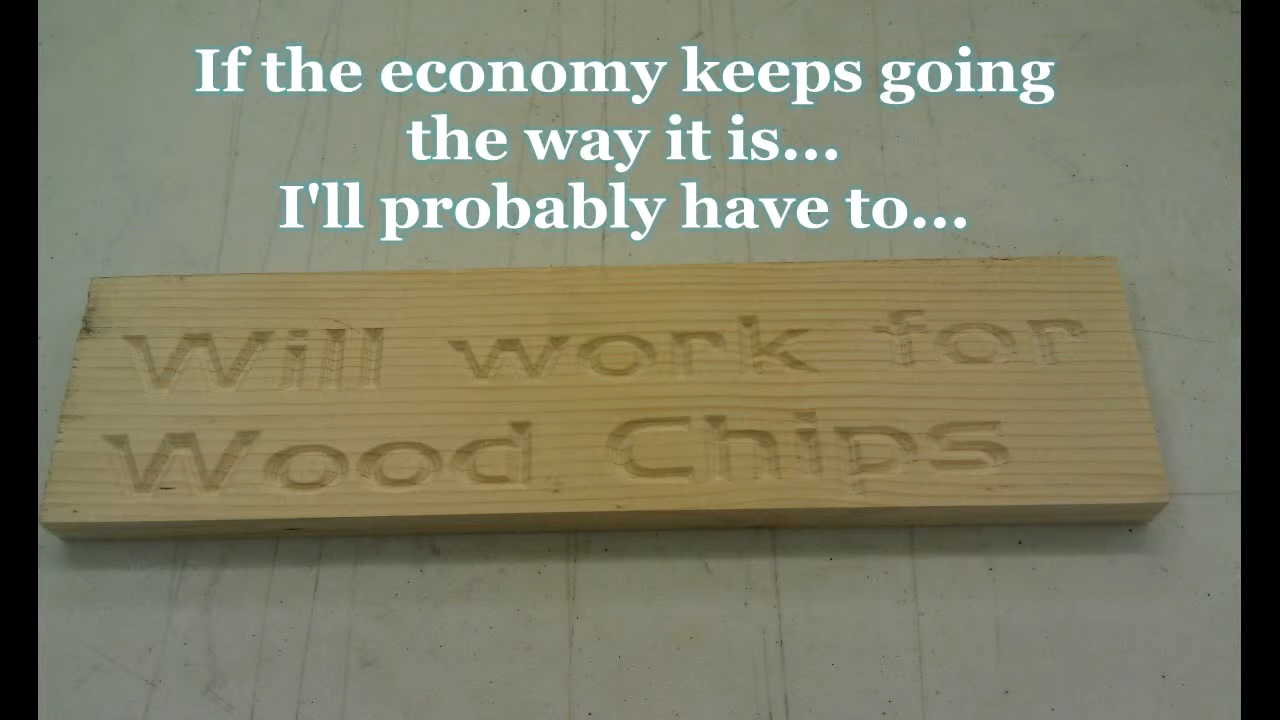 If the economy keeps going
the way it is...
I'll probably have to...
Will work for
Wood Chips